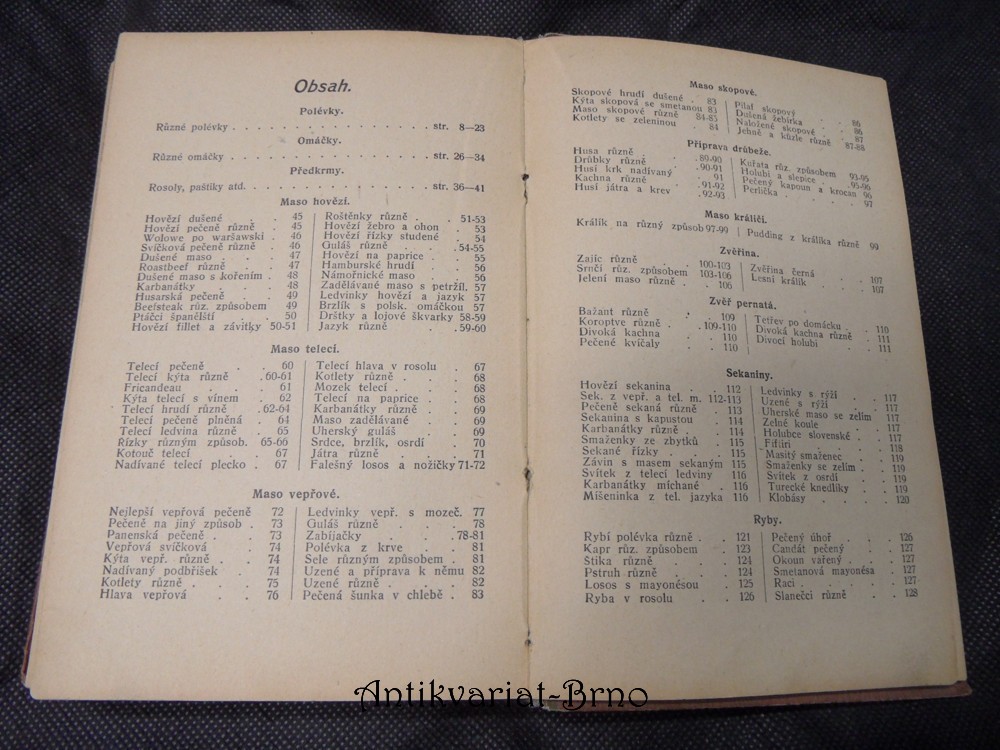 Obsah.
Polévky.
Různé polévky . . . . . . . . . . . . . . . str. 8—23
Omáčky.
Různé omáčky . . . . . . . . . . . . . . . str. 26—34
Předkrmy.
Rosoly, paštiky atd. . . . . . . . . . . . . . str. 36—41
Maso hovězí.
Hovězí dušené . . 45
Hovězí pečeně různě . 45
Wolowe po waršawski . 46
Svíčková pečeně různě . 46
Dušené maso . . . 47
Roastbeef různě . . 47
Dušené maso s kořením . 48
Karbanátky . . . 48
Husarská pečeně . . 49
Beefsteak růz. způsobem 49
Ptáčci španělští . . 50
Hovězí fillet a závitky 50-51
Roštěnky různě . . . 51-53
Hovězí žebro a ohon . 53
Hovězí řízky studené . 54
Guláš různě . . . 54-55
Hovězí na paprice . . 55
Hamburské hrudí . . 56
Námořnické maso . . 56
Zadělávané maso s petržil. 57
Ledvinky hovězí a jazyk 57
Brzlík s polsk. omáčkou 57
Drštky a lojové škvarky 58-59
Jazyk různě . . . 59-60
Maso telecí.
Telecí pečeně . . 60
Telecí kýta různě . . 60-61
Fricandeau . . . 61
Kýta telecí s vínem . 62
Telecí hrudí různě . . 62-64
Telecí pečeně plněná . 64
Telecí ledvina různě . 65
Řízky různým způsob. 65-66
Kotouč telecí . . 67
Nadívané telecí plecko . 67
Telecí hlava v rosolu . 67
Kotlety různě . . . 68
Mozek telecí . . . 68
Telecí na paprice . . 68
Karbanátky různě . . 69
Maso zadělávané . . 69
Uherský guláš . . . 69
Srdce, brzlík, osrdí . . 70
Játra různě . . . 71
Falešný losos a nožičky 71-72
Maso vepřové.
Nejlepší vepřová pečeně 72
Pečeně na jiný způsob . 73
Panenská pečeně . . 73
Vepřová svíčková . . 74
Kýta vepř. různě . . 74
Nadívaný podbříšek . 74
Kotlety různě . . 75
Hlava vepřová . . 76
Ledvinky vepř. s mozeč. 77
Guláš různě . . . 78
Zabijačky . . . 78-81
Polévka z krve . . 81
Sele různým způsobem . 81
Uzené a příprava k němu 82
Uzené různě . . . 82
Pečená šunka v chlebě . 83
Maso skopové.
Skopové hrudí dušené . 83
Kýta skopová se smetanou 83
Maso skopové různě 84-85
Kotlety se zeleninou . 84
Pilaf skopový
Dušená žebírka . . 86
Náložené skopové . . 87
Jehně a kůzle různě . 87-88
Příprava drůbeže.
Husa různě . . . 89-90
Drůbky různě . . . 90-91
Husí krk nadívaný . . 91
Kachna různě . . . 91-92
Husí játra a krev . . 92-93
Kuřata růz. způsobem 93-95
Holubi a slepice . . 95-96
Pečený kapoun a krocan 96
Perlička . . . 97
Maso králičí.
Králík na různý způsob 97-99
Pudding z králíka různě 99
Zvěřina.
Zajíc různě . . . 100-103
Srnčí růz. způsobem 103-106
Jelení maso různě . . 106
Zvěřina černá . . 107
Lesní králík . . . 107
Zvěř pernatá.
Bažant různě . . . 109
Koroptve různě . . 109-110
Divoká kachna . . 110
Pečené kvíčaly . . 110
Tetřev po domácku . . 110
Divoká kachna různě . 111
Divocí holubi . . . 111
Sekaniny.
Hovězí sekanina . . 112
Sek. z vepř. a tel. m. 112-113
Pečeně sekaná různě . 113
Sekanina s kapustou . 114
Karbanátky různě . . 114
Smaženky ze zbytků . 115
Sekané řízky . . . 115
Závin s masem sekaným 115
Svítek z telecí ledviny . 116
Karbanátky míchané . 116
Míšeninka z tel. jazyka 116
Ledvinky s rýží . . 117
Uzené s rýží . . . 117
Uherské maso se zelím . 117
Zelné koule . . . 117
Holubce slovenské . . 117
Fifiri . . . 118
Masitý smaženec . . 119
Smaženky se zelím . . 119
Svítek z osrdí . . 119
Turecké knedlíky . . 119
Klobásy . . . 120
Ryby.
Rybí polévka různě . . 121
Kapr růz. způsobem . 123
Štika různě . . . 124
Pstruh různě . . . 124
Losos s mayonésou . 125
Ryba v rosolu . . 126
Pečený úhoř . . . 126
Candát pečený . . 127
Okoun vařený . . . 127
Smetanová mayonésa . 127
Raci . . . 127
Slanečci různě . . 128
Antikvariat-Brno